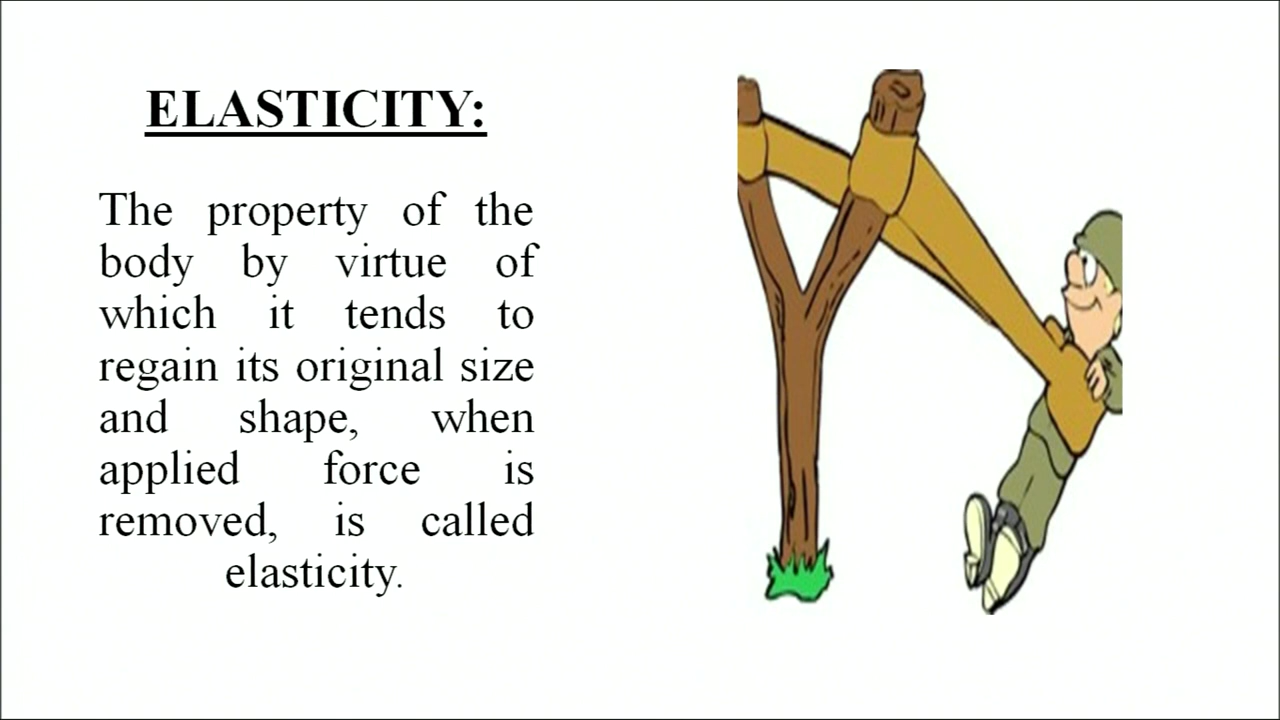 ELASTICITY:
The property of the
body by virtue of
which it tends to
regain its original size
and shape, when
applied force is
removed, is called
elasticity.